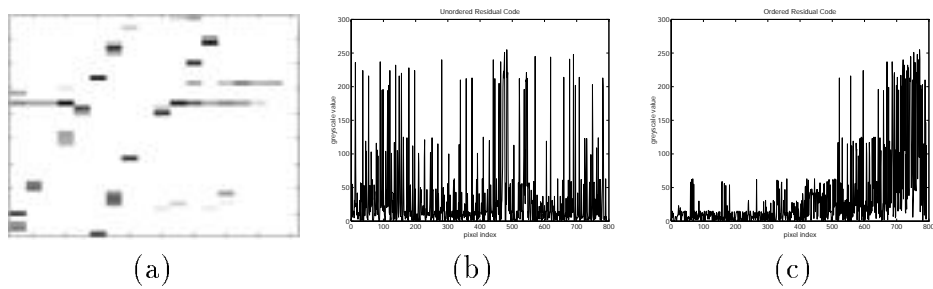 Unordered Residual Code
greyscale value
300
250
200
150
100
50
0
0 100 200 300 400 500 600 700 800
pixel index
Ordered Residual Code
greyscale value
300
250
200
150
100
50
0
0 100 200 300 400 500 600 700 800
pixel index
(a) (b) (c)